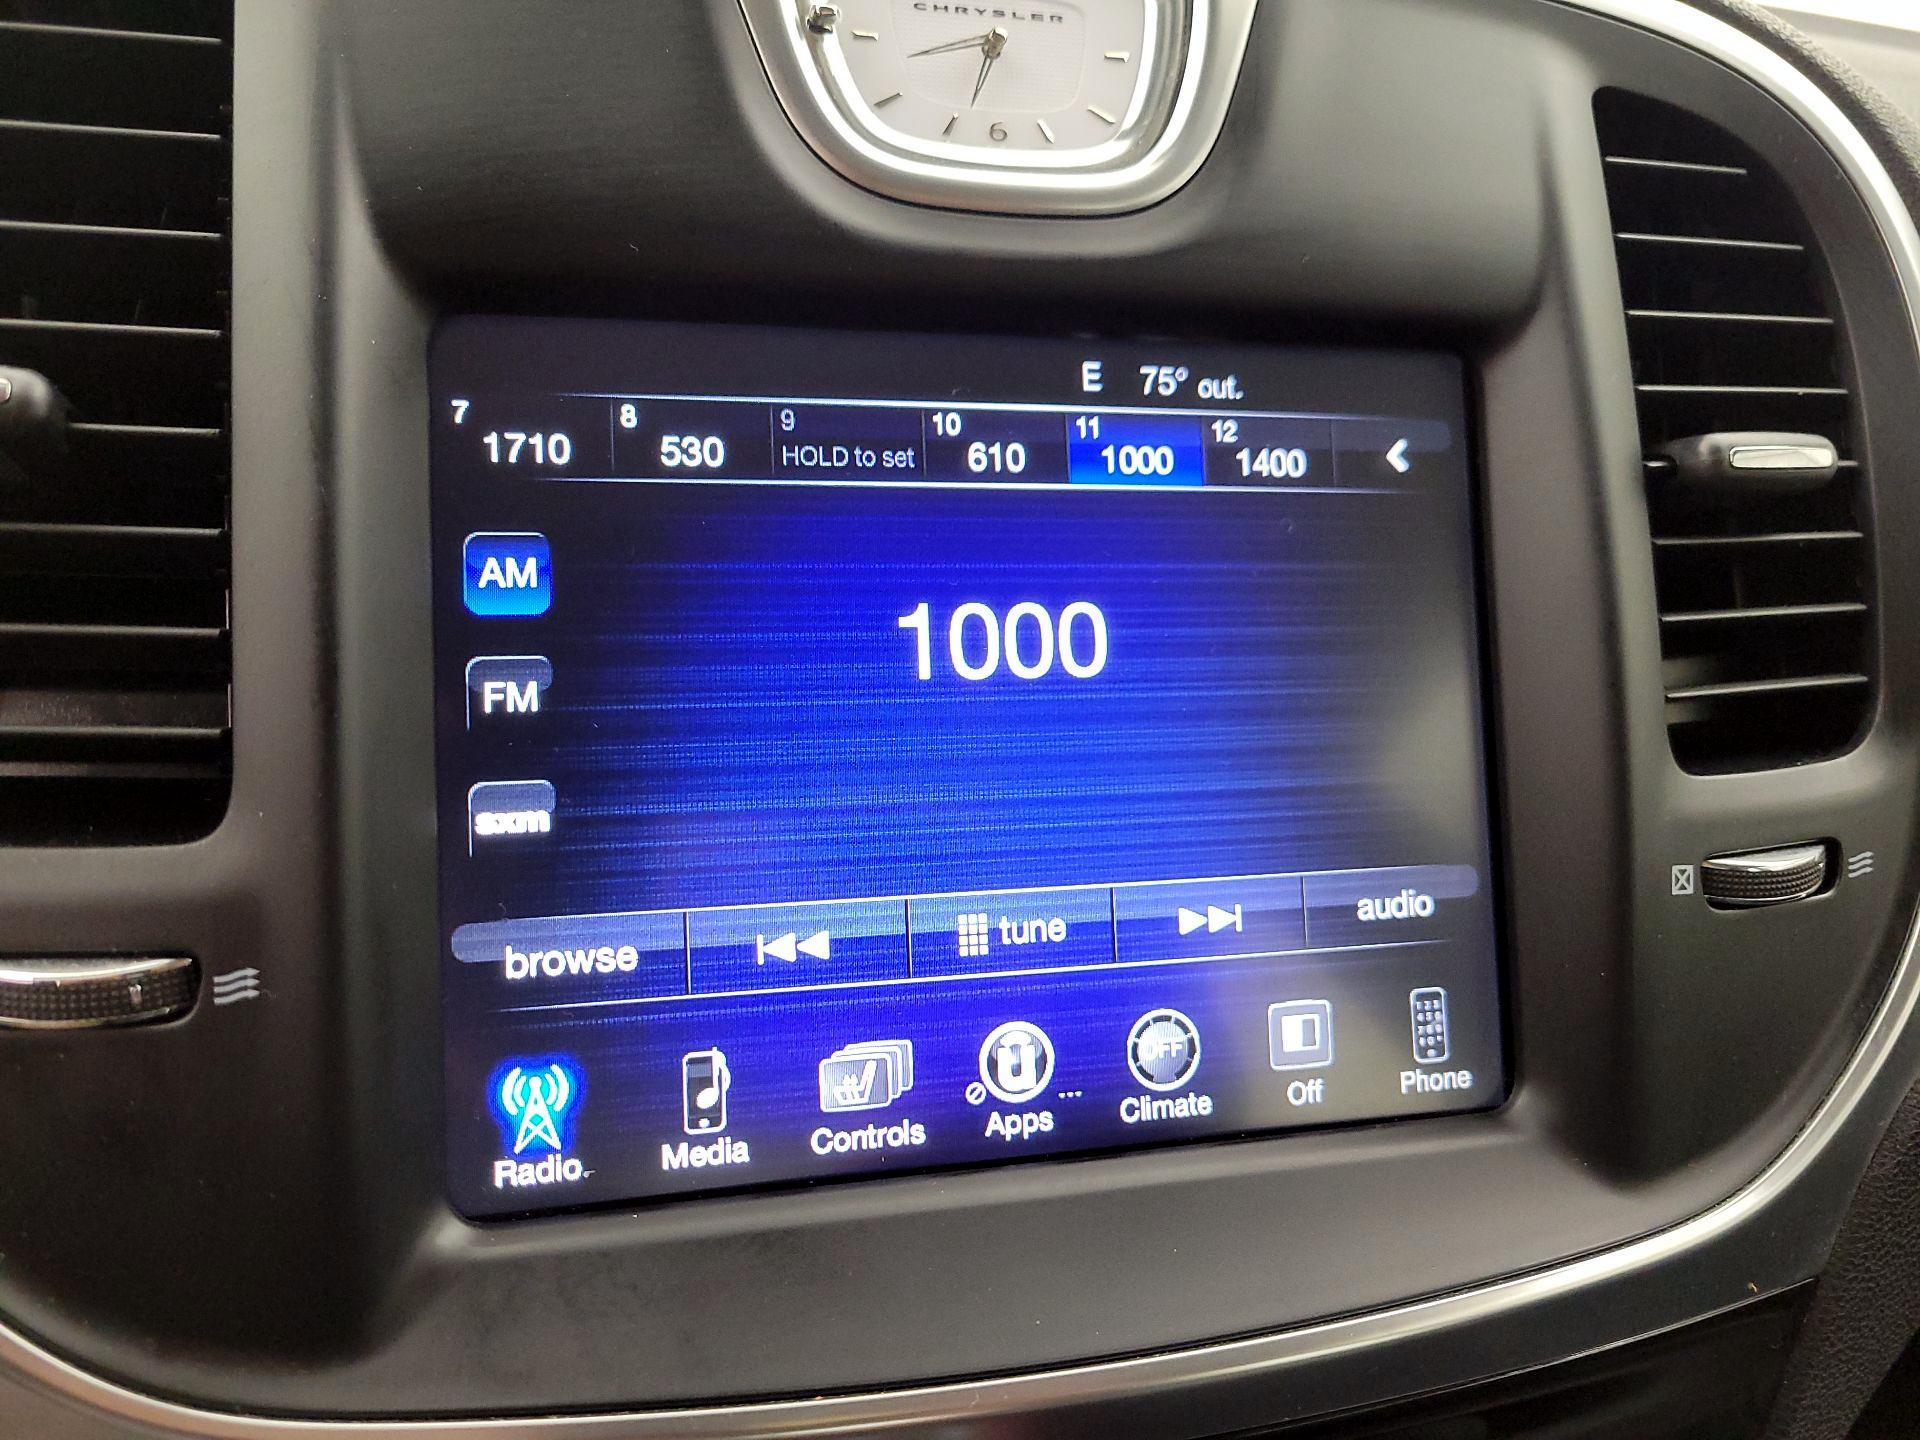 CHRYSLER
6
E 75° out.
7 1710 8 530 9 HOLD to set 10 610 11 1000 12 1400
AM
1000
FM
sxm
browse tune audio
OFF
Radio Media Controls Apps ... Climate Off Phone